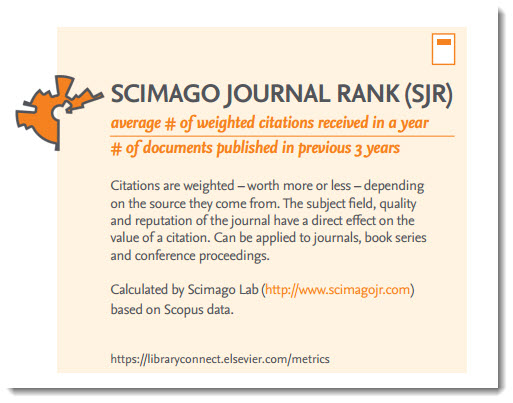 SCIMAGO JOURNAL RANK (SJR)
average # of weighted citations received in a year
# of documents published in previous 3 years
Citations are weighted – worth more or less – depending
on the source they come from. The subject field, quality
and reputation of the journal have a direct effect on the
value of a citation. Can be applied to journals, book series
and conference proceedings.
Calculated by Scimago Lab (http://www.scimagojr.com)
based on Scopus data.
https://libraryconnect.elsevier.com/metrics